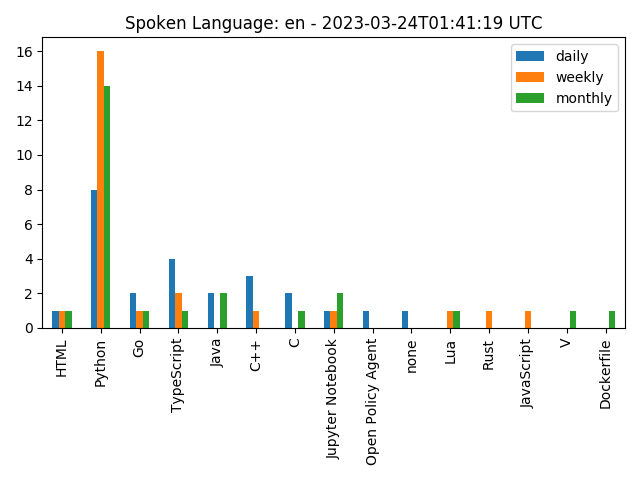 Spoken Language: en - 2023-03-24T01:41:19 UTC
daily
weekly
monthly
16
14
12
10
8
6
4
2
0
HTML
Python
Go
TypeScript
Java
C++
C
Jupyter Notebook
Open Policy Agent
none
Lua
Rust
JavaScript
V
Dockerfile